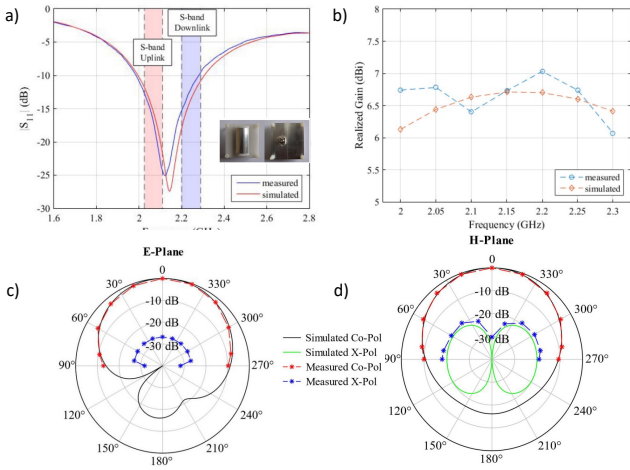 a)
0
-5
-10
-15
-20
-25
-30
|S11| (dB)
S-band
Uplink
S-band
Downlink
measured
simulated
1.6
1.8
2
2.2
2.4
2.6
2.8
b)
8
7.5
7
6.5
6
5.5
5
Realized Gain (dBi)
measured
simulated
2
2.05
2.1
2.15
2.2
2.25
2.3
Frequency (GHz)
E-Plane
c)
0
30°
330°
60°
300°
90°
270°
120°
240°
150°
210°
180°
-10 dB
-20 dB
-30 dB
Simulated Co-Pol
Simulated X-Pol
Measured Co-Pol
Measured X-Pol
H-Plane
d)
0
30°
330°
60°
300°
90°
270°
120°
240°
150°
210°
180°
-10 dB
-20 dB
-30 dB